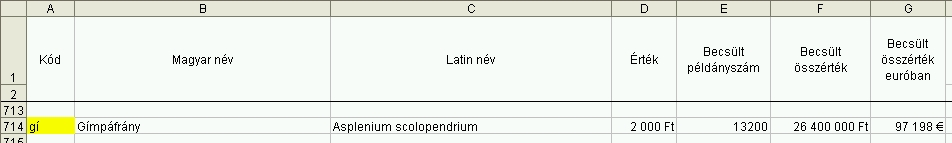 A B C D E F G
1 Kód Magyar név Latin név Érték Becsült példányszám Becsült összérték Becsült összérték euróban
2
713
714 gí Gímpáfrány Asplenium scolopendrium 2 000 Ft 13200 26 400 000 Ft 97 198 €
715